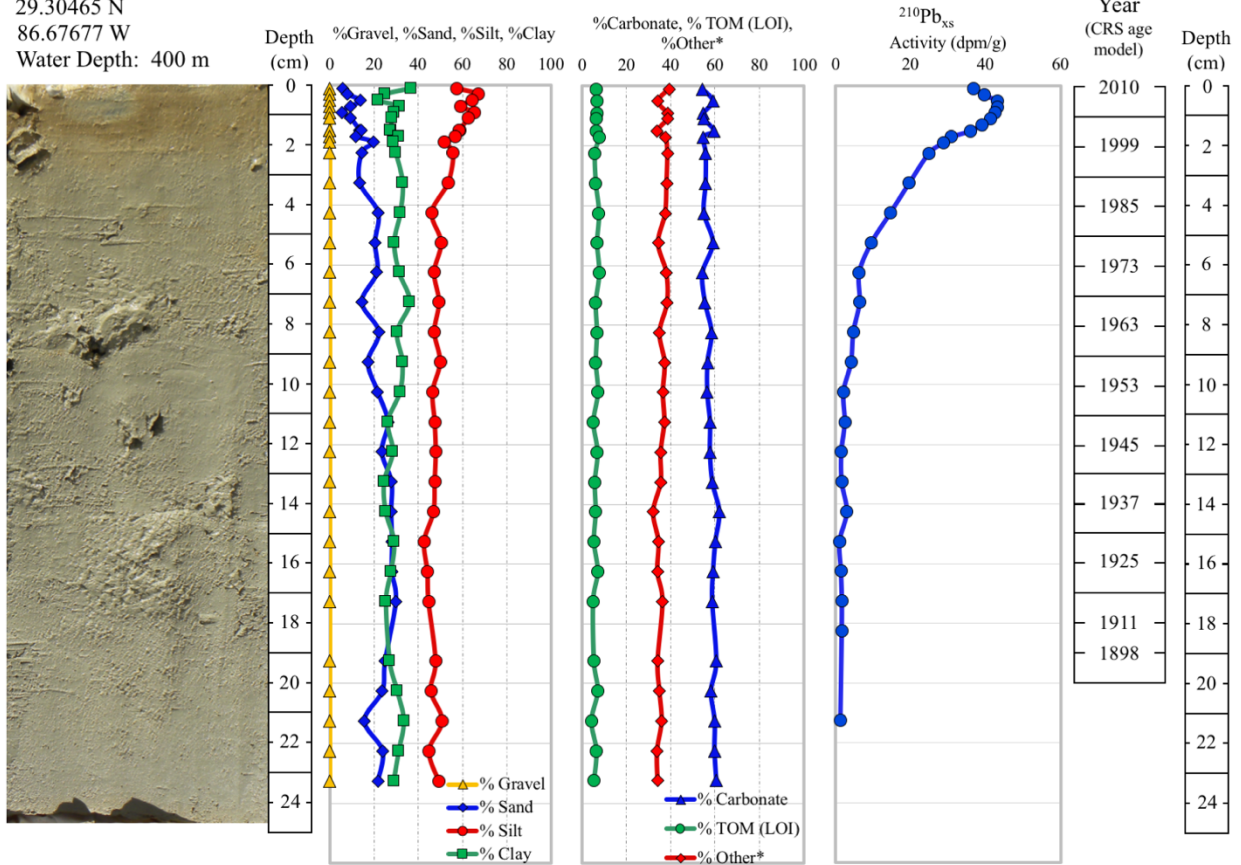 29.30465 N
86.67677 W
Water Depth: 400 m
Depth
(cm)
0
2
4
6
8
10
12
14
16
18
20
22
24
%Gravel, %Sand, %Silt, %Clay
0 20 40 60 80 100
% Gravel
% Sand
% Silt
% Clay
%Carbonate, % TOM (LOI),
%Other*
0 20 40 60 80 100
% Carbonate
% TOM (LOI)
% Other*
210Pbxs
Activity (dpm/g)
0 20 40 60
Year
(CRS age
model)
2010
1999
1985
1973
1963
1953
1945
1937
1925
1911
1898
Depth
(cm)
0
2
4
6
8
10
12
14
16
18
20
22
24